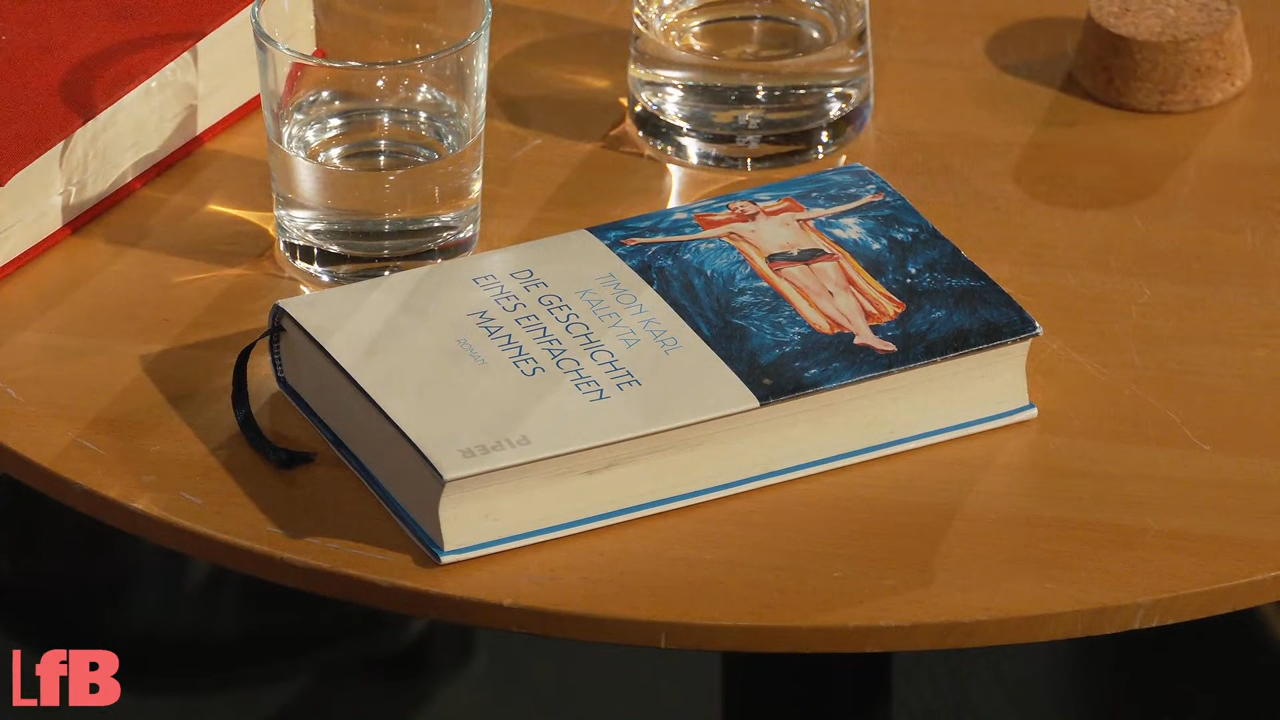 TIMON KARL
KALEYTA
DIE GESCHICHTE
EINES EINFACHEN
MANNES
ROMAN
PIPER
LfB